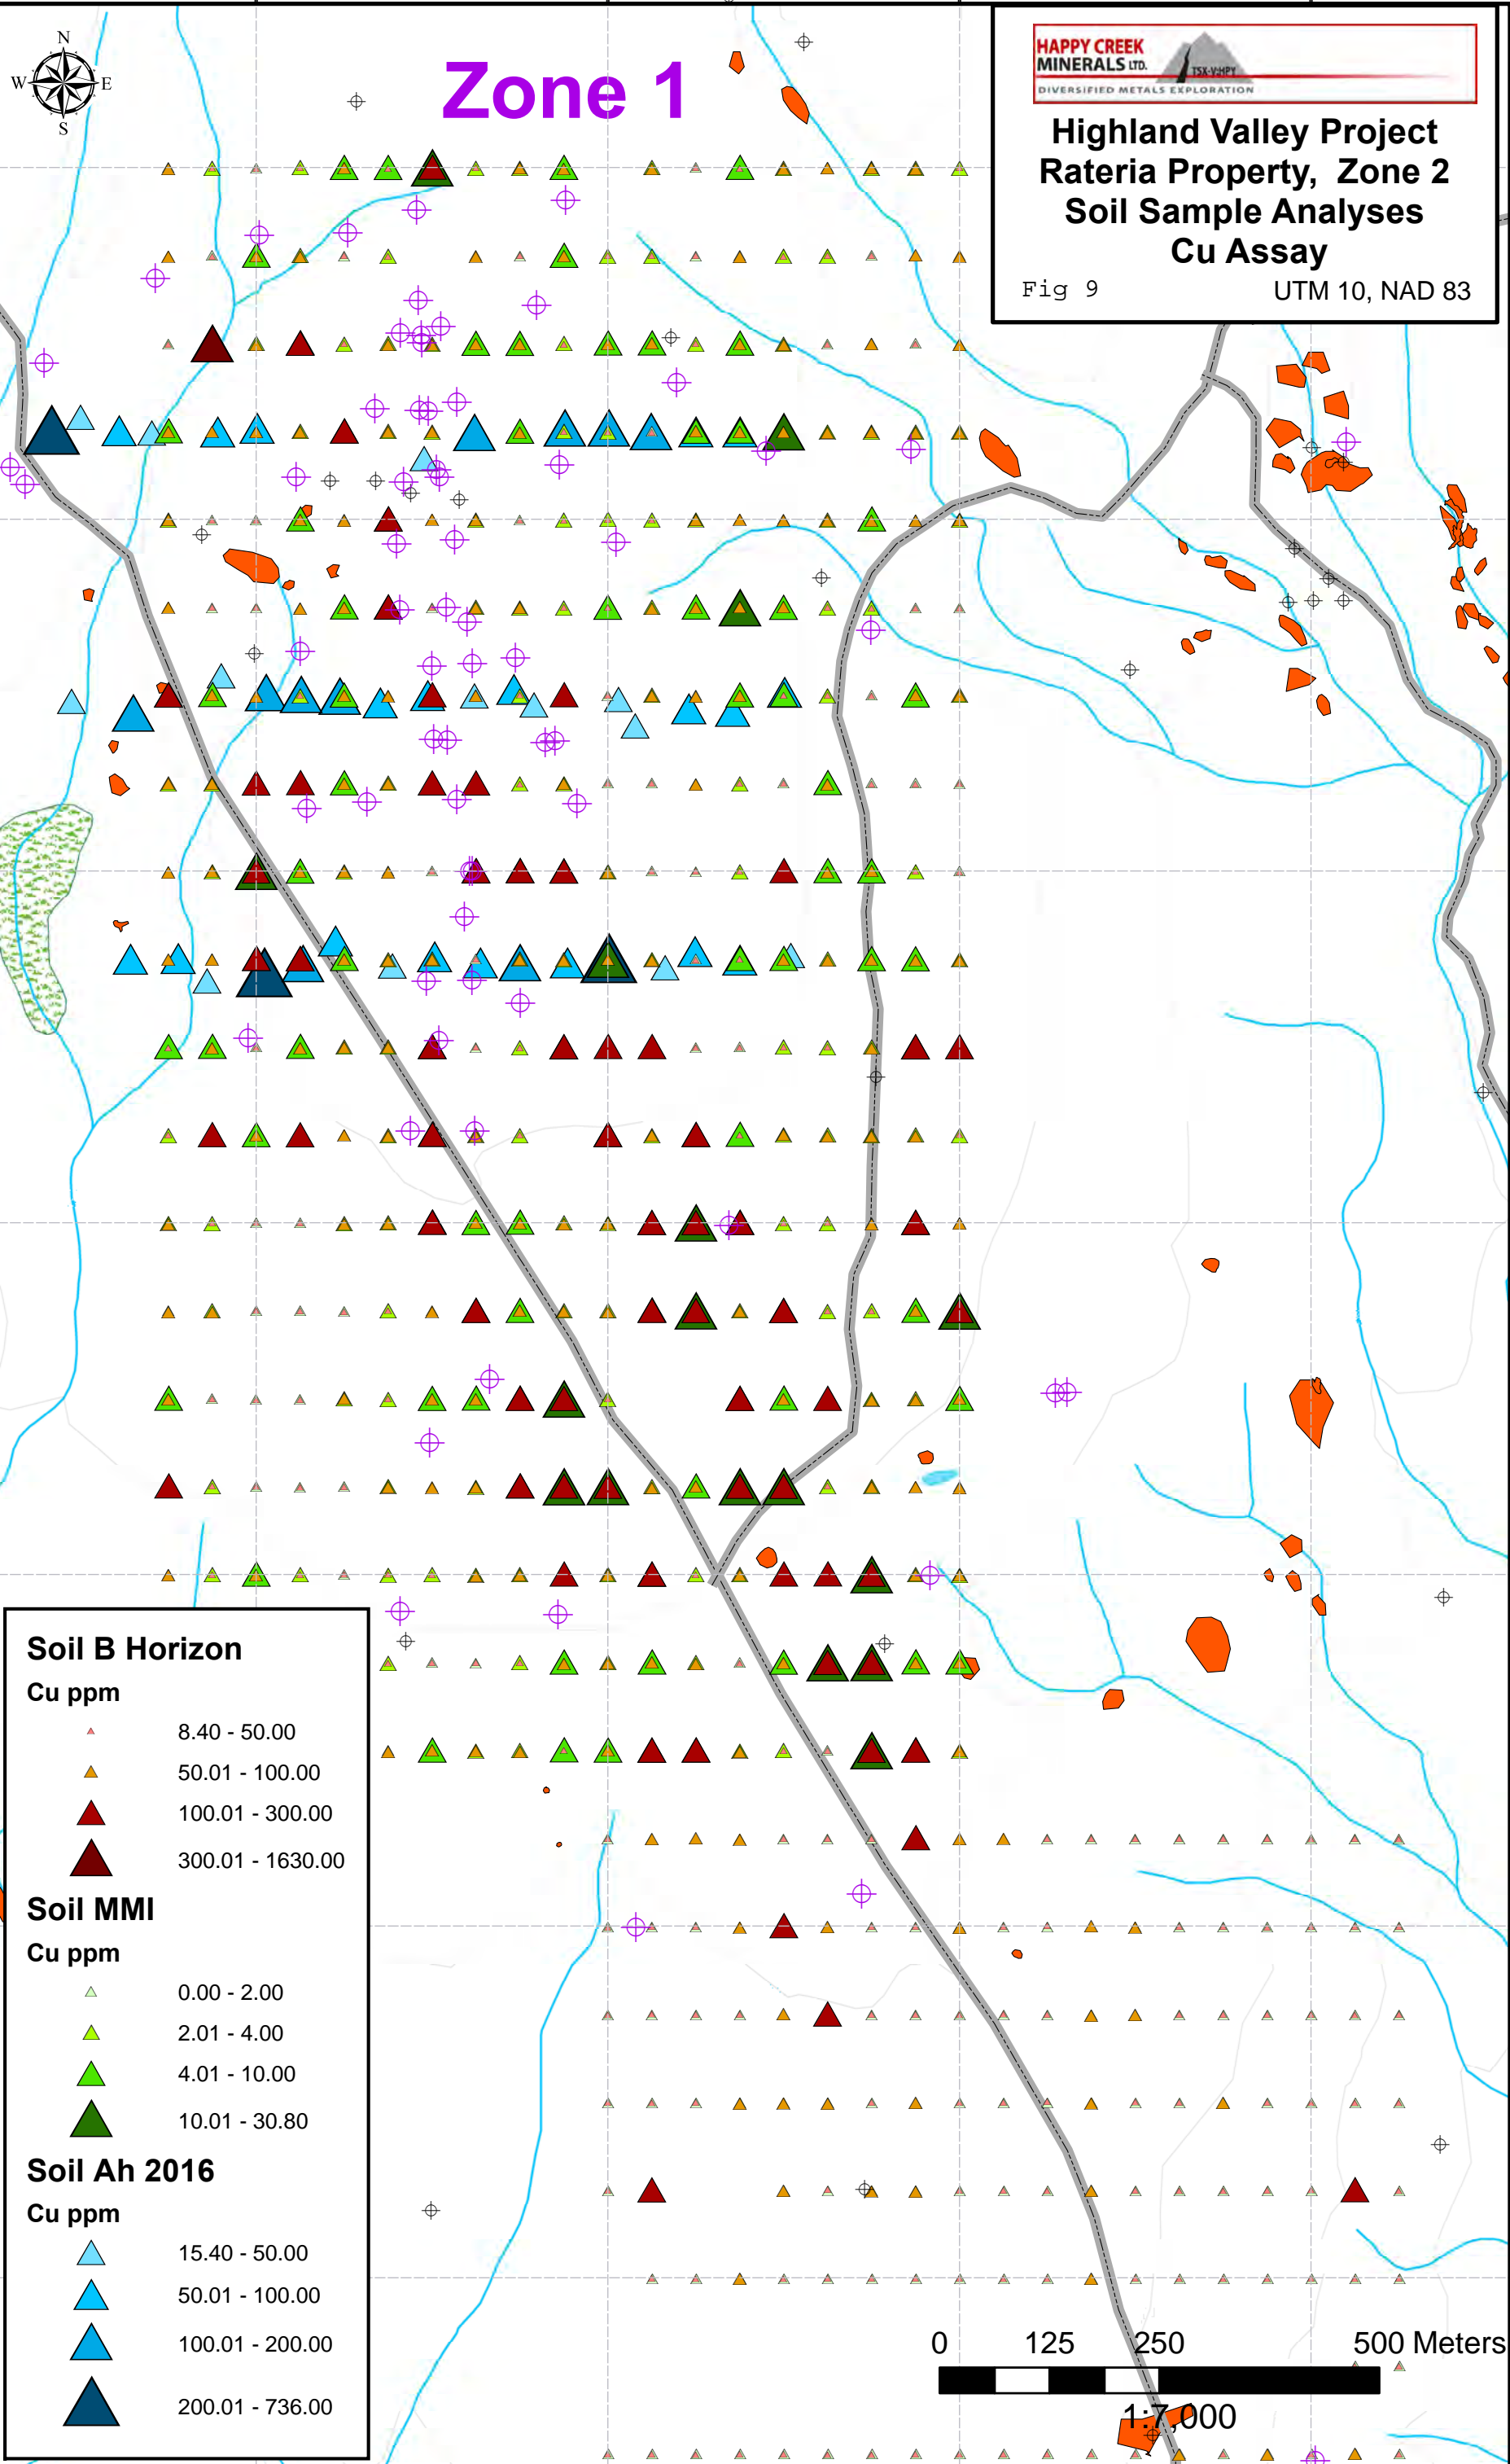 N
W E
S
Zone 1
HAPPY CREEK
MINERALS LTD.
TSX-V:HPY
DIVERSIFIED METALS EXPLORATION
Highland Valley Project
Rateria Property, Zone 2
Soil Sample Analyses
Cu Assay
Fig 9 UTM 10, NAD 83
Soil B Horizon
Cu ppm
8.40 - 50.00
50.01 - 100.00
100.01 - 300.00
300.01 - 1630.00
Soil MMI
Cu ppm
0.00 - 2.00
2.01 - 4.00
4.01 - 10.00
10.01 - 30.80
Soil Ah 2016
Cu ppm
15.40 - 50.00
50.01 - 100.00
100.01 - 200.00
200.01 - 736.00
0 125 250 500 Meters
1:7,000